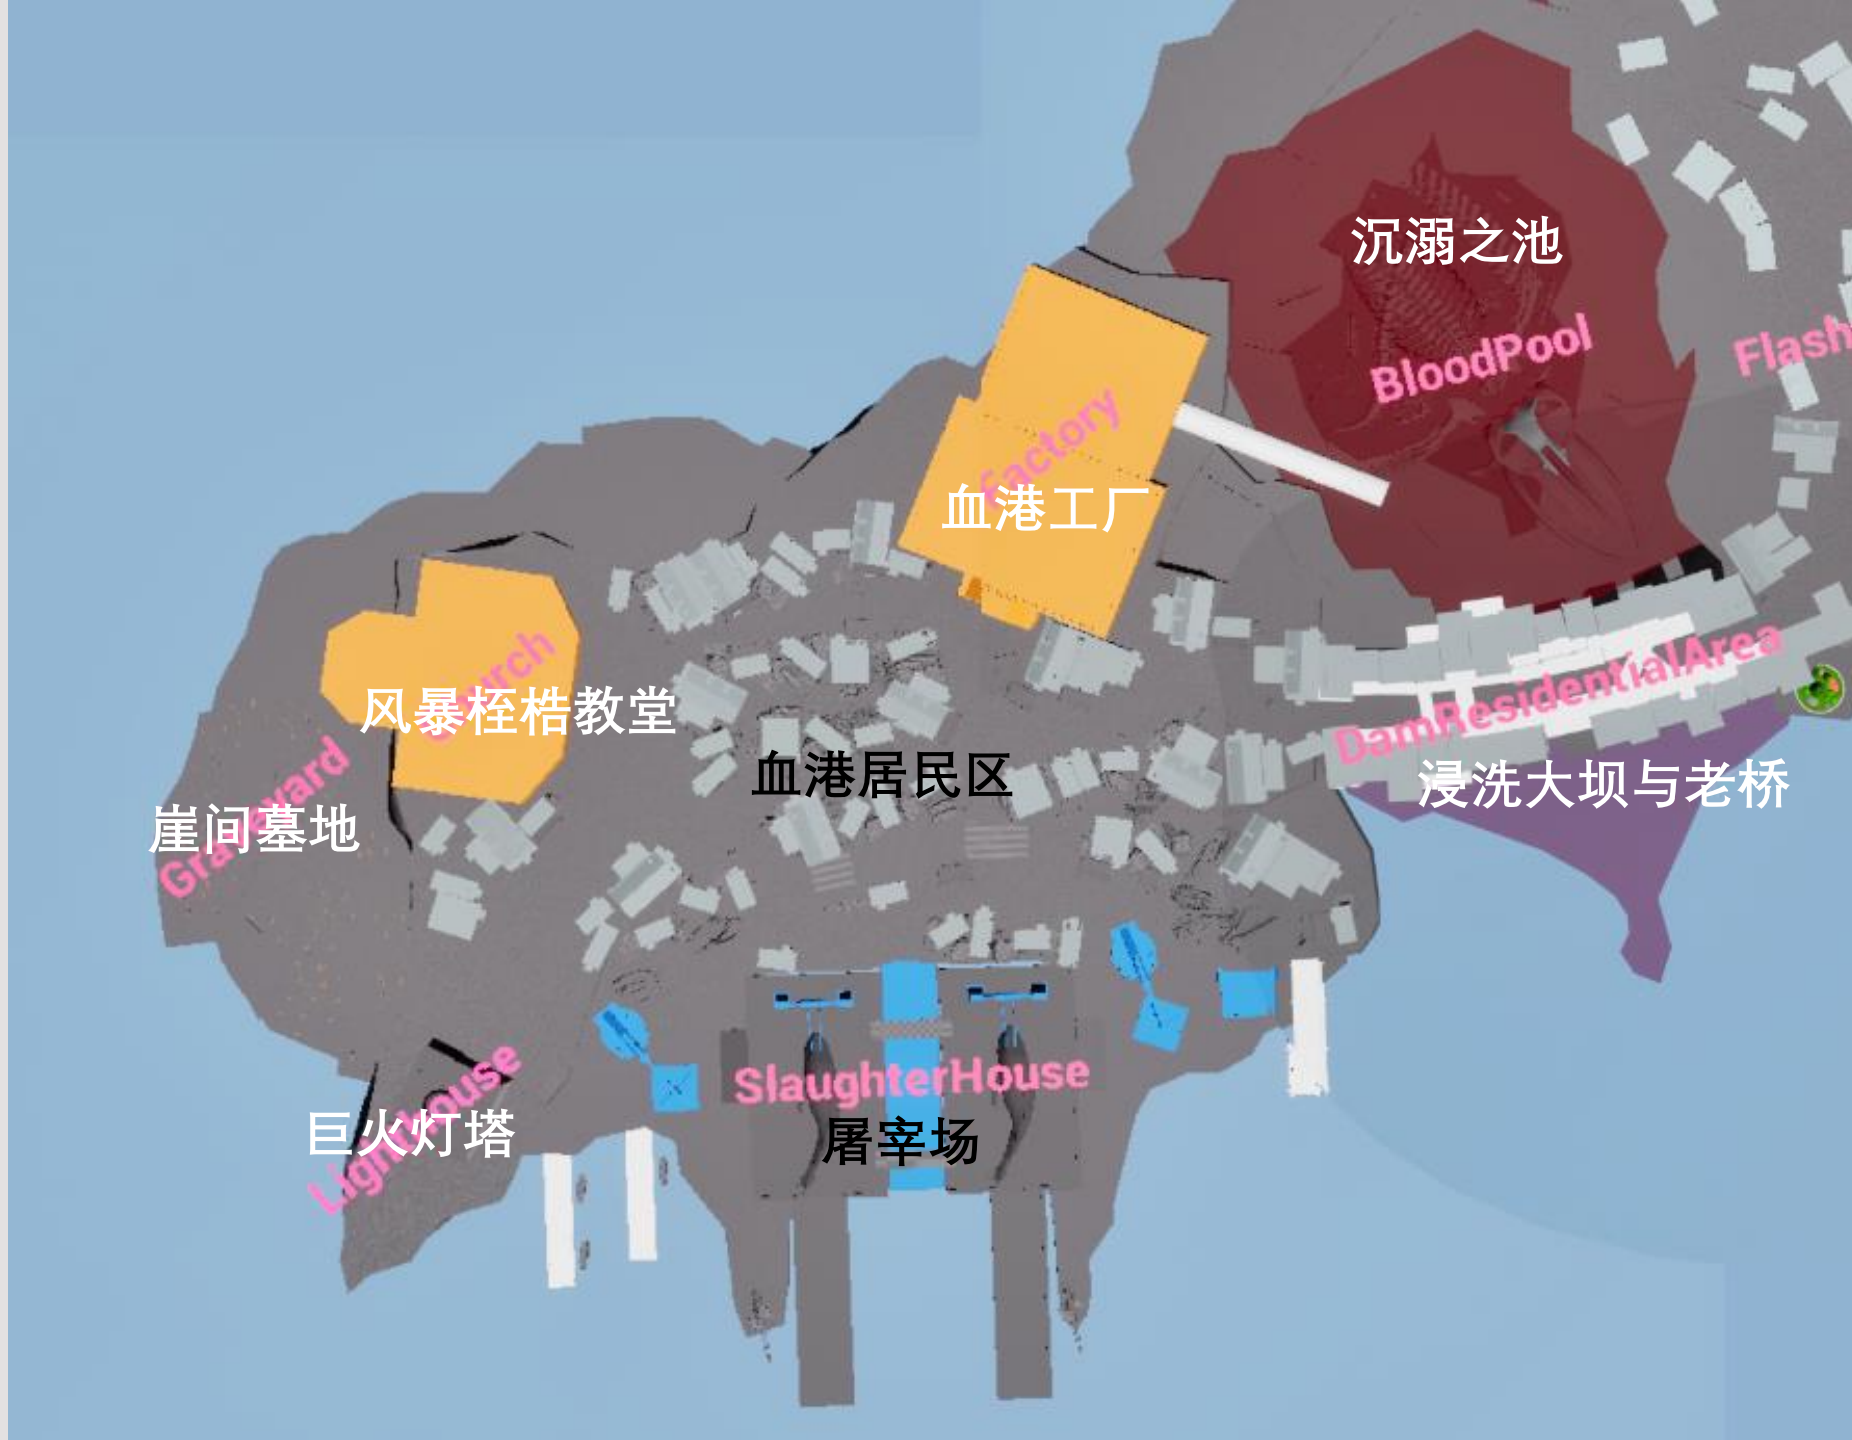 沉溺之池
BloodPool
Flash
Factory
血港工厂
Church
风暴桎梏教堂
DamResidentialArea
浸洗大坝与老桥
血港居民区
Graveyard
崖间墓地
SlaughterHouse
屠宰场
LightHouse
巨火灯塔